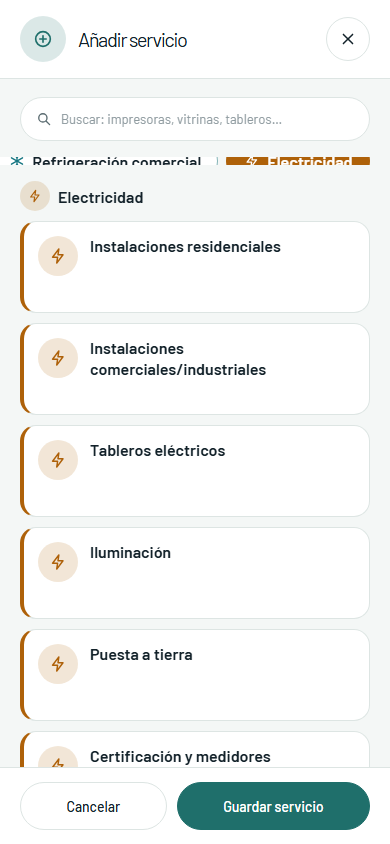 Añadir servicio
Buscar: impresoras, vitrinas, tableros...
Refrigeración comercial
Electricidad
Electricidad
Instalaciones residenciales
Instalaciones
comerciales/industriales
Tableros eléctricos
Iluminación
Puesta a tierra
Certificación y medidores
Cancelar
Guardar servicio